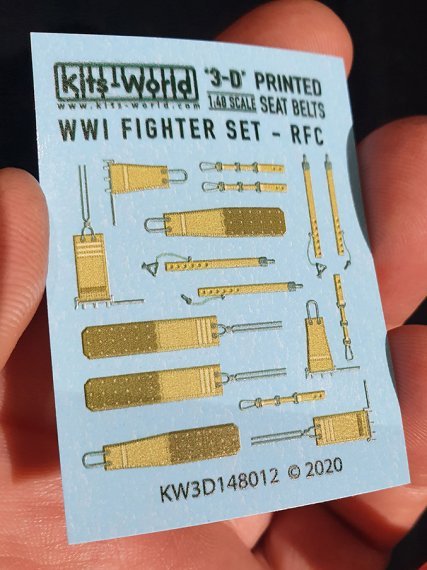 Kits-World "3-D" PRINTED
www.kits-world.com 1:48 SCALE SEAT BELTS
WWI FIGHTER SET - RFC
KW3D148012 © 2020